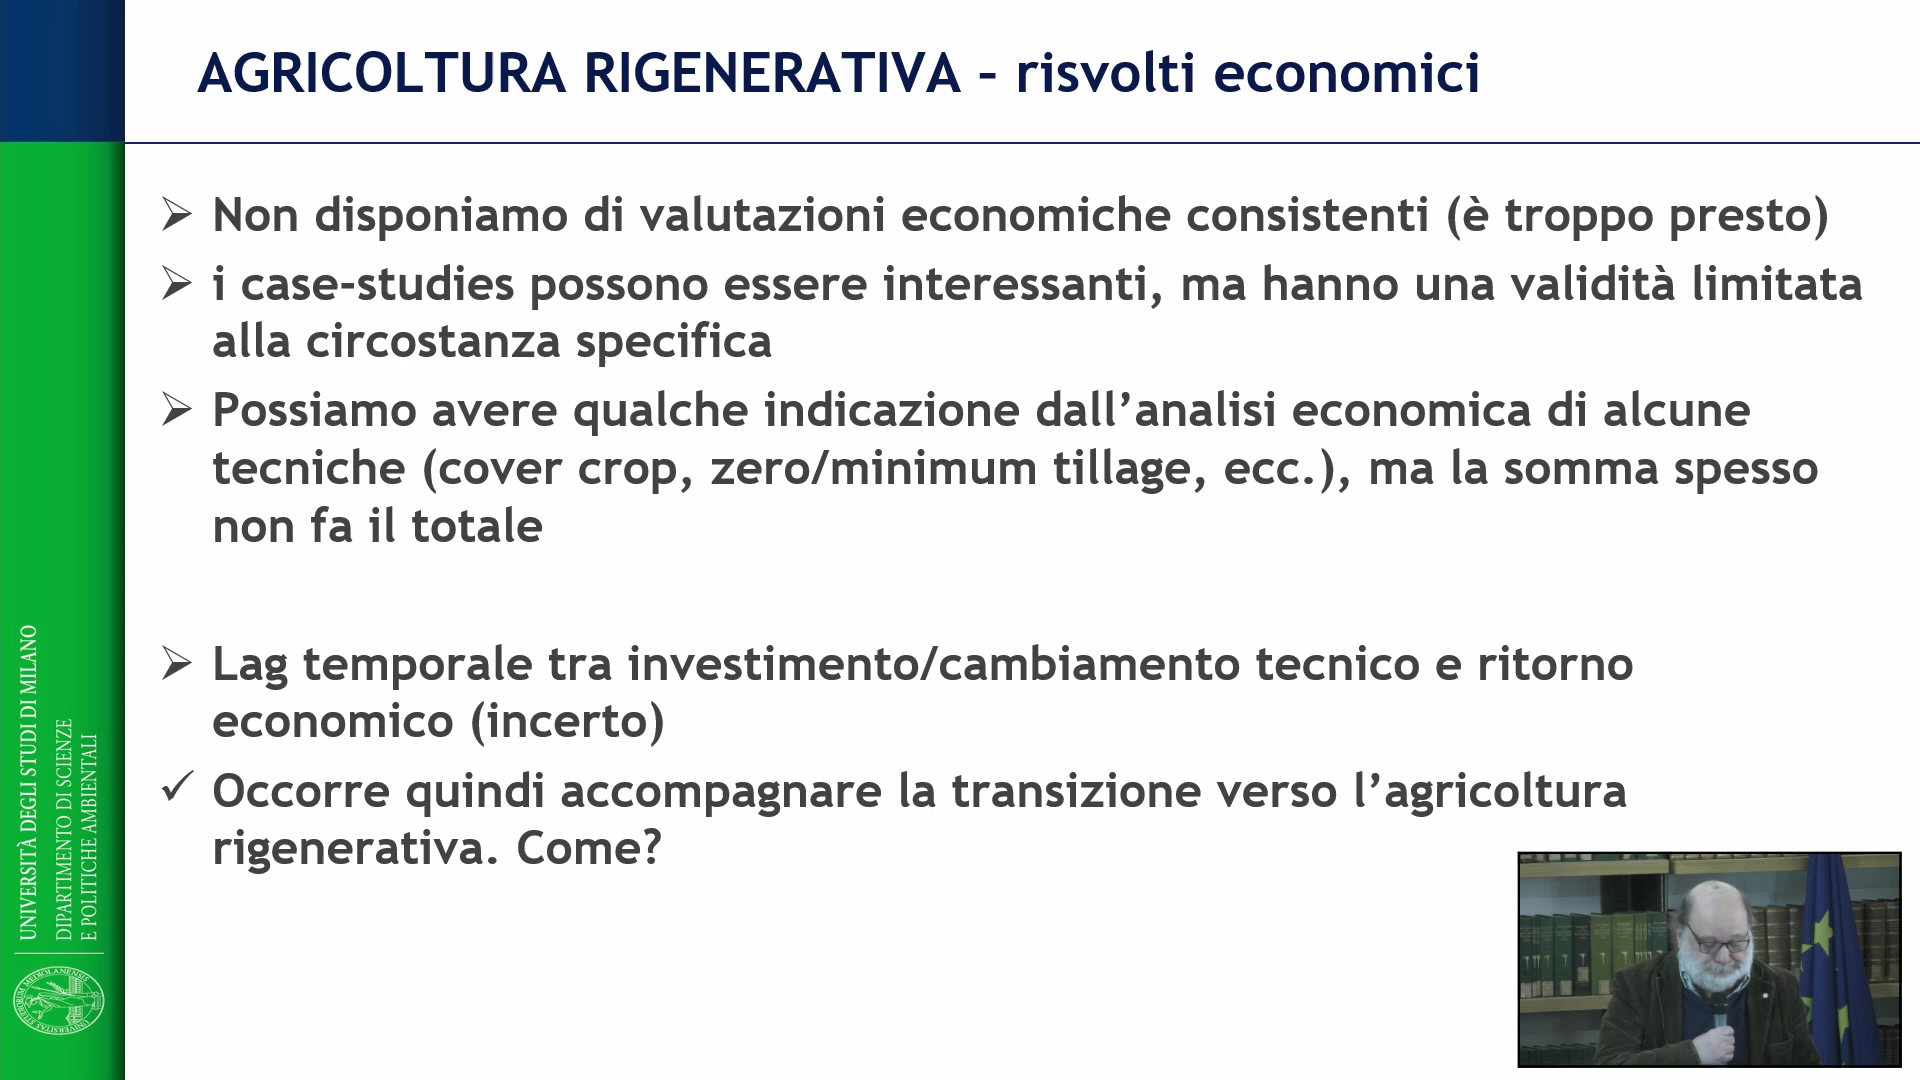 AGRICOLTURA RIGENERATIVA – risvolti economici
Non disponiamo di valutazioni economiche consistenti (è troppo presto)
i case-studies possono essere interessanti, ma hanno una validità limitata
alla circostanza specifica
Possiamo avere qualche indicazione dall’analisi economica di alcune
tecniche (cover crop, zero/minimum tillage, ecc.), ma la somma spesso
non fa il totale
Lag temporale tra investimento/cambiamento tecnico e ritorno
economico (incerto)
Occorre quindi accompagnare la transizione verso l’agricoltura
rigenerativa. Come?
UNIVERSITÀ DEGLI STUDI DI MILANO
DIPARTIMENTO DI SCIENZE
E POLITICHE AMBIENTALI